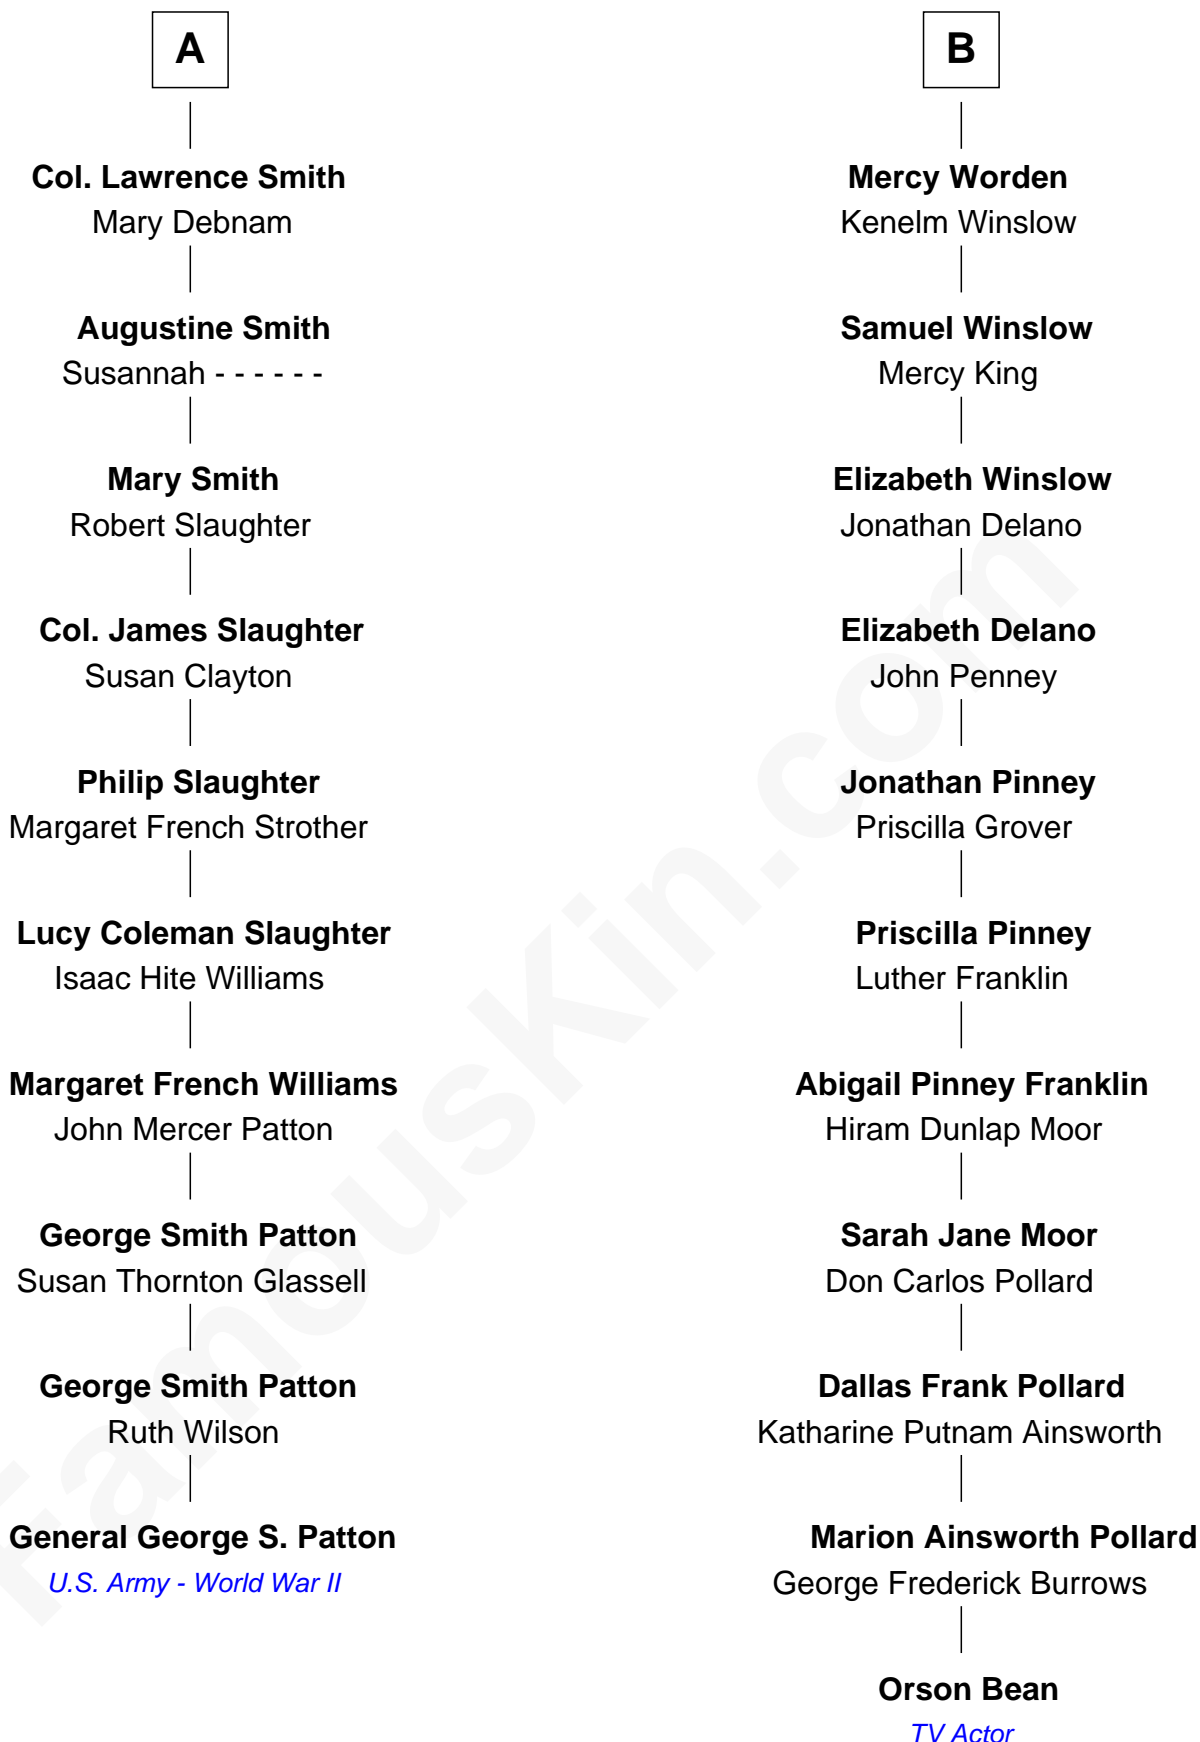 A
Col. Lawrence Smith
Mary Debnam
Augustine Smith
Susannah - - - - - -
Mary Smith
Robert Slaughter
Col. James Slaughter
Susan Clayton
Philip Slaughter
Margaret French Strother
Lucy Coleman Slaughter
Isaac Hite Williams
Margaret French Williams
John Mercer Patton
George Smith Patton
Susan Thornton Glassell
George Smith Patton
Ruth Wilson
General George S. Patton
U.S. Army - World War II
B
Mercy Worden
Kenelm Winslow
Samuel Winslow
Mercy King
Elizabeth Winslow
Jonathan Delano
Elizabeth Delano
John Penney
Jonathan Pinney
Priscilla Grover
Priscilla Pinney
Luther Franklin
Abigail Pinney Franklin
Hiram Dunlap Moor
Sarah Jane Moor
Don Carlos Pollard
Dallas Frank Pollard
Katharine Putnam Ainsworth
Marion Ainsworth Pollard
George Frederick Burrows
Orson Bean
TV Actor
FamousKin.com